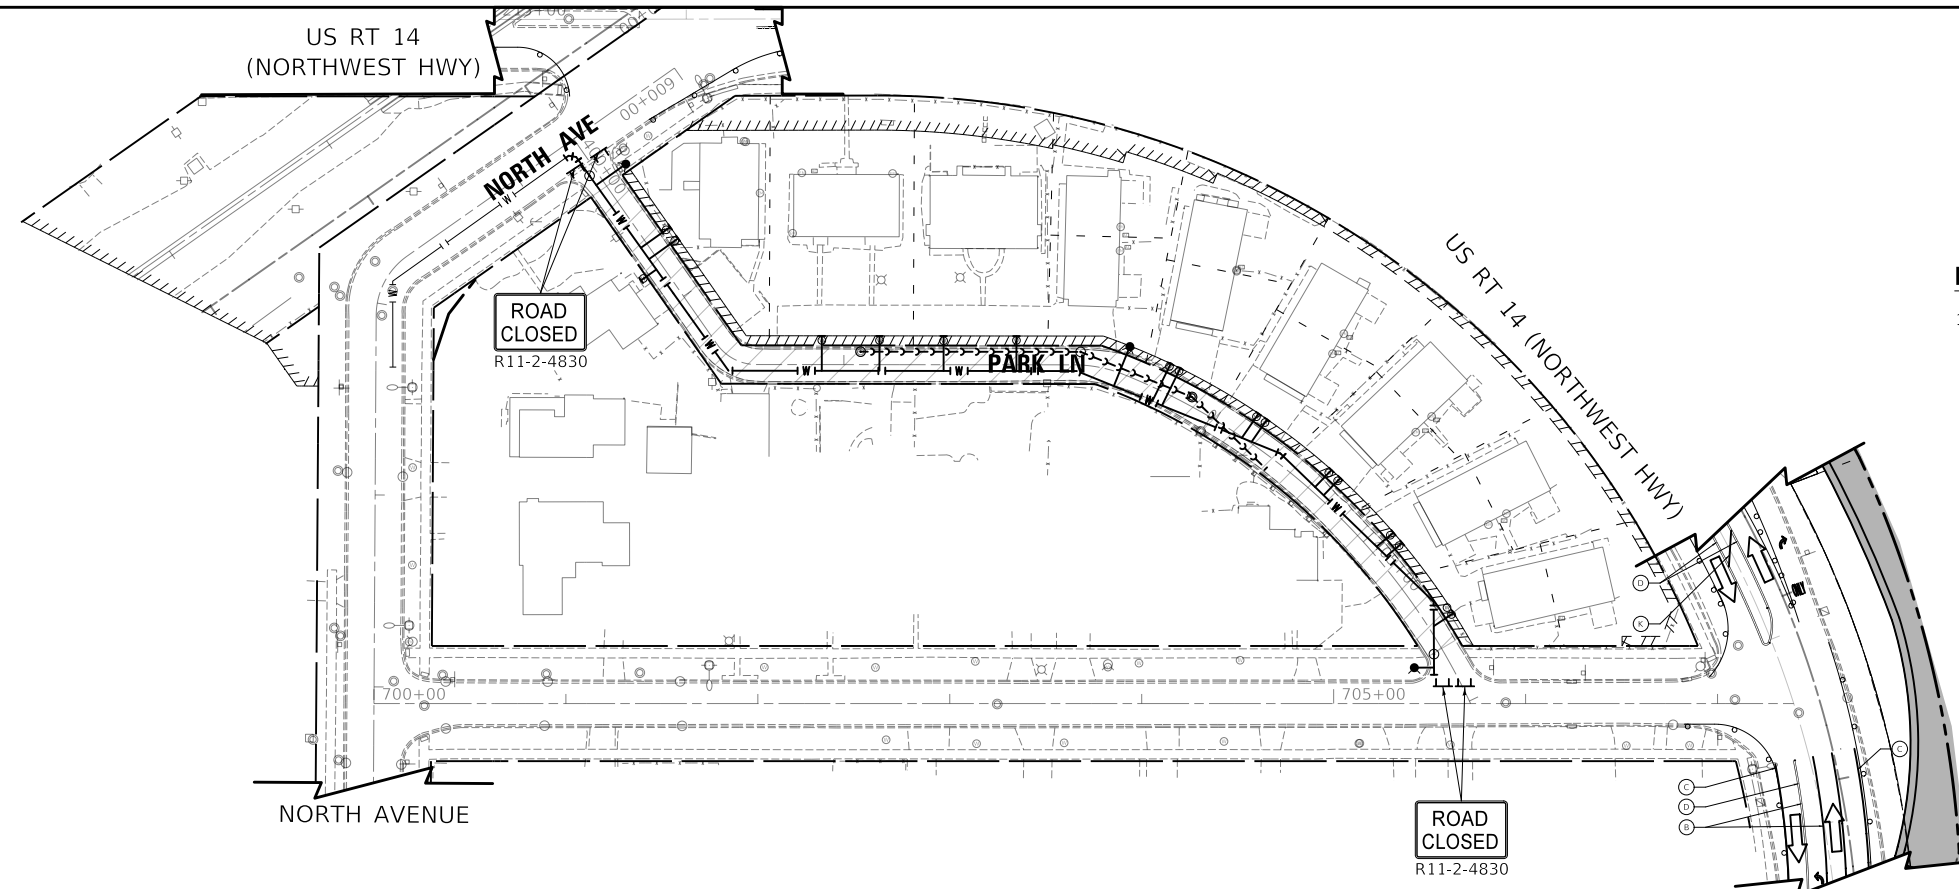 US RT 14
(NORTHWEST HWY)
600+00
NORTH AVE
W
ROAD
CLOSED
R11-2-4830
W
W
W
W
W
PARK LN
W
W
US RT 14 (NORTHWEST HWY)
D
K
700+00
705+00
C
C
D
B
NORTH AVENUE
ROAD
CLOSED
R11-2-4830